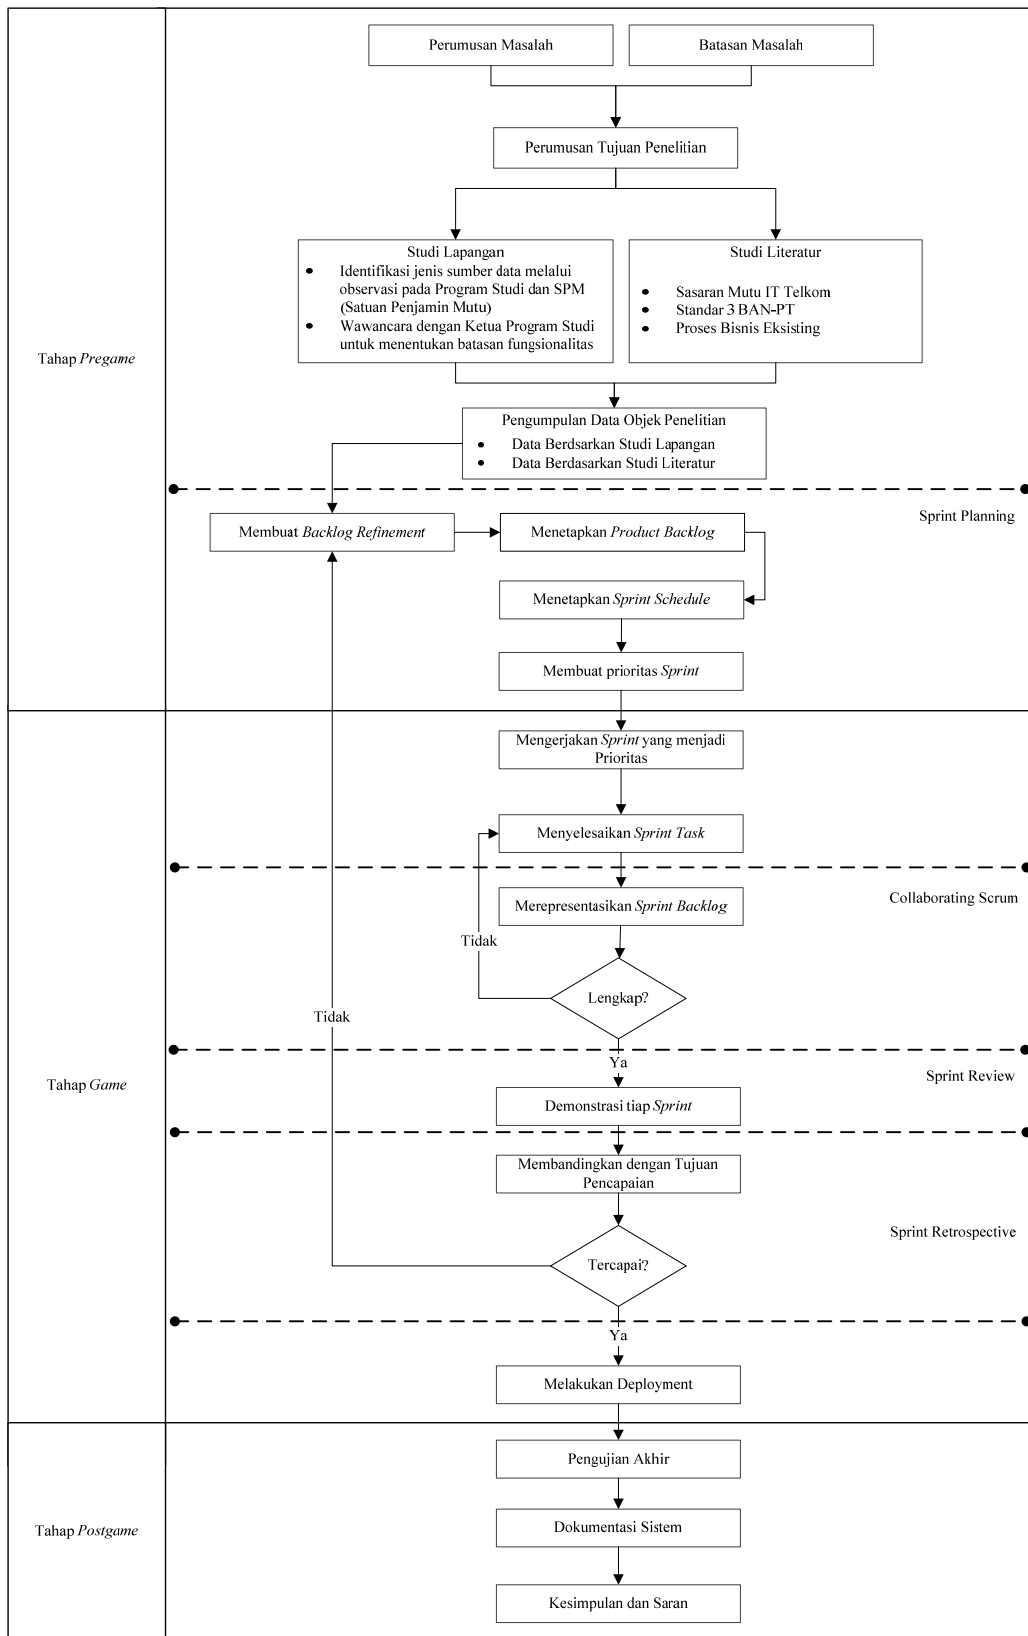 Perumusan Masalah
Batasan Masalah
Perumusan Tujuan Penelitian
Studi Lapangan
● Identifikasi jenis sumber data melalui
observasi pada Program Studi dan SPM
(Satuan Penjamin Mutu)
● Wawancara dengan Ketua Program Studi
untuk menentukan batasan fungsionalitas
Studi Literatur
● Sasaran Mutu IT Telkom
● Standar 3 BAN-PT
● Proses Bisnis Eksisting
Tahap Pregame
Pengumpulan Data Objek Penelitian
● Data Berdsarkan Studi Lapangan
● Data Berdasarkan Studi Literatur
Sprint Planning
Membuat Backlog Refinement
Menetapkan Product Backlog
Menetapkan Sprint Schedule
Membuat prioritas Sprint
Mengerjakan Sprint yang menjadi
Prioritas
Menyelesaikan Sprint Task
Collaborating Scrum
Merepresentasikan Sprint Backlog
Tidak
Lengkap?
Tidak
Ya
Sprint Review
Tahap Game
Demonstrasi tiap Sprint
Membandingkan dengan Tujuan
Pencapaian
Sprint Retrospective
Tercapai?
Ya
Melakukan Deployment
Pengujian Akhir
Tahap Postgame
Dokumentasi Sistem
Kesimpulan dan Saran